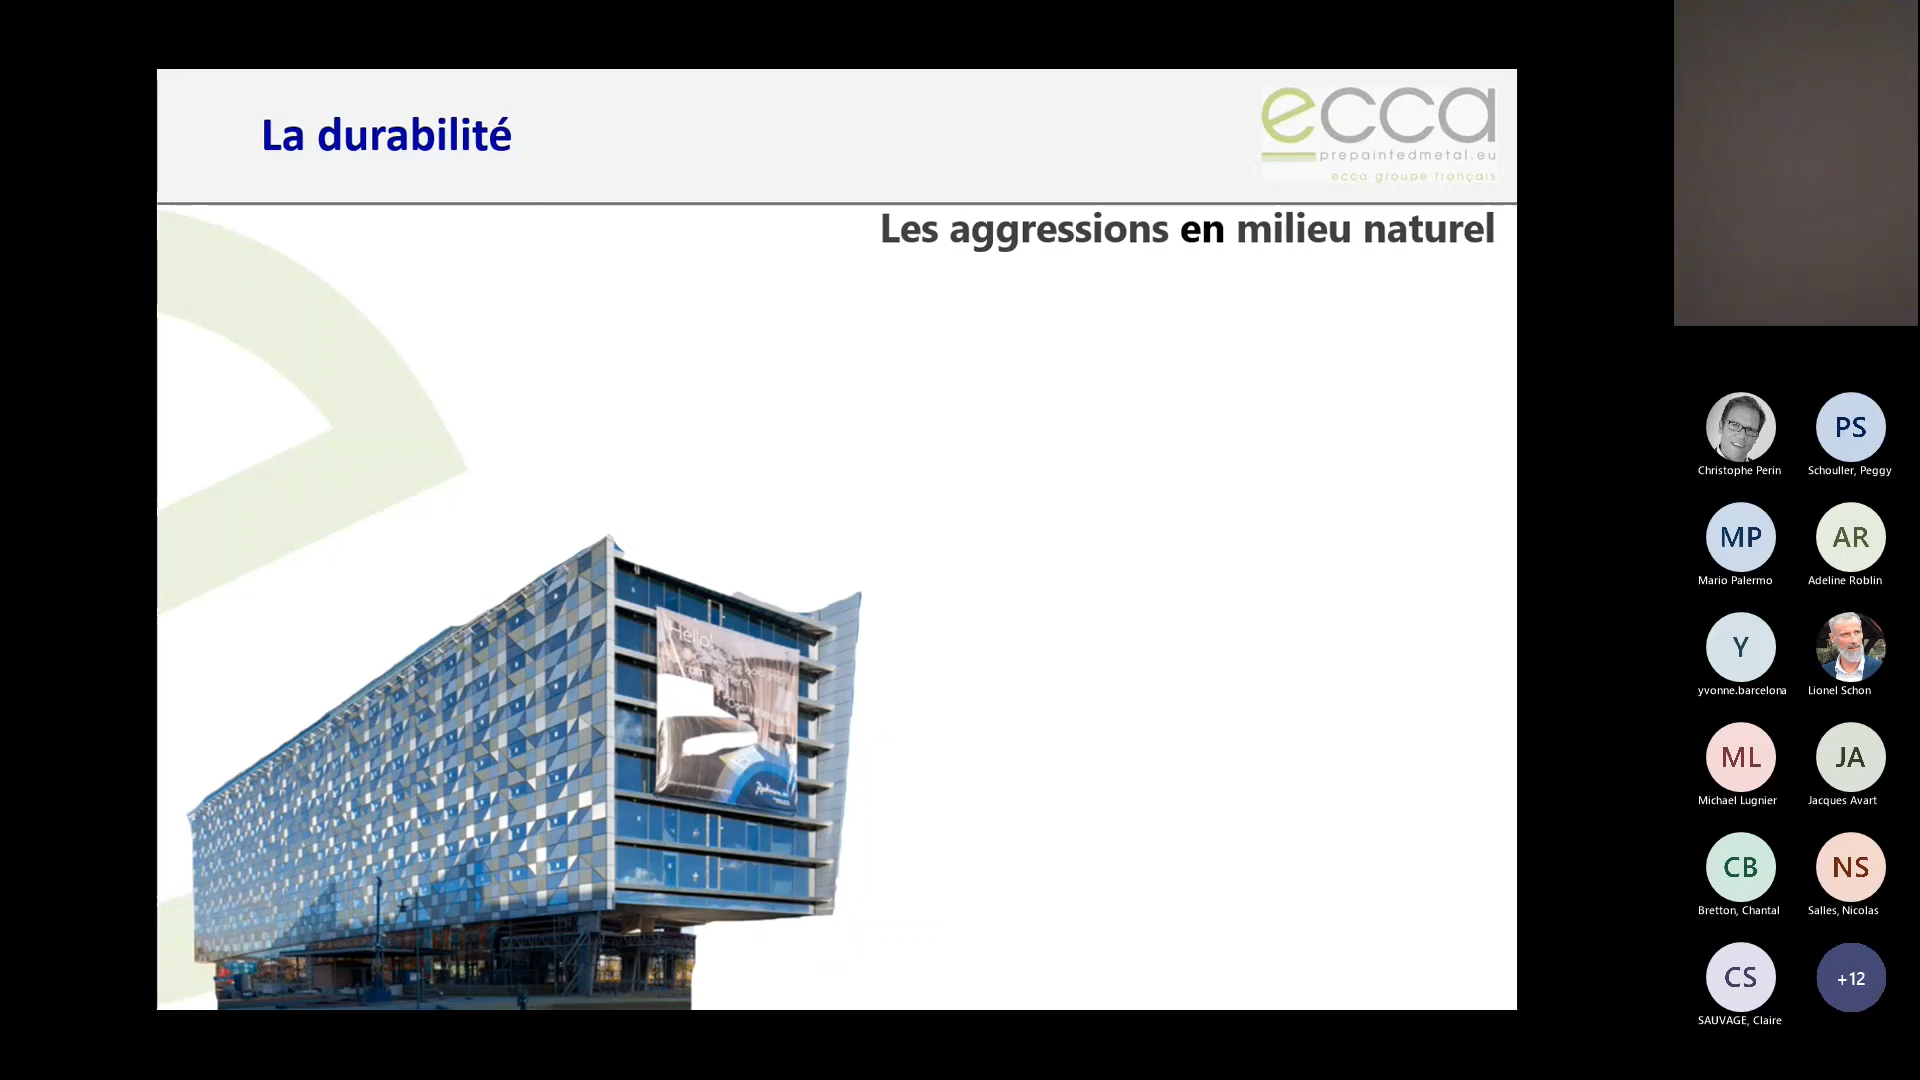 La durabilité
ecca
prepaintedmetal.eu
ecca groupe français
Les aggressions en milieu naturel
Hello!
Christophe Perin
PS
Schouller, Peggy
MP
Mario Palermo
AR
Adeline Roblin
Y
yvonne.barcelona
Lionel Schon
ML
Michael Lugnier
JA
Jacques Avart
CB
Bretton, Chantal
NS
Salles, Nicolas
CS
SAUVAGE, Claire
+12